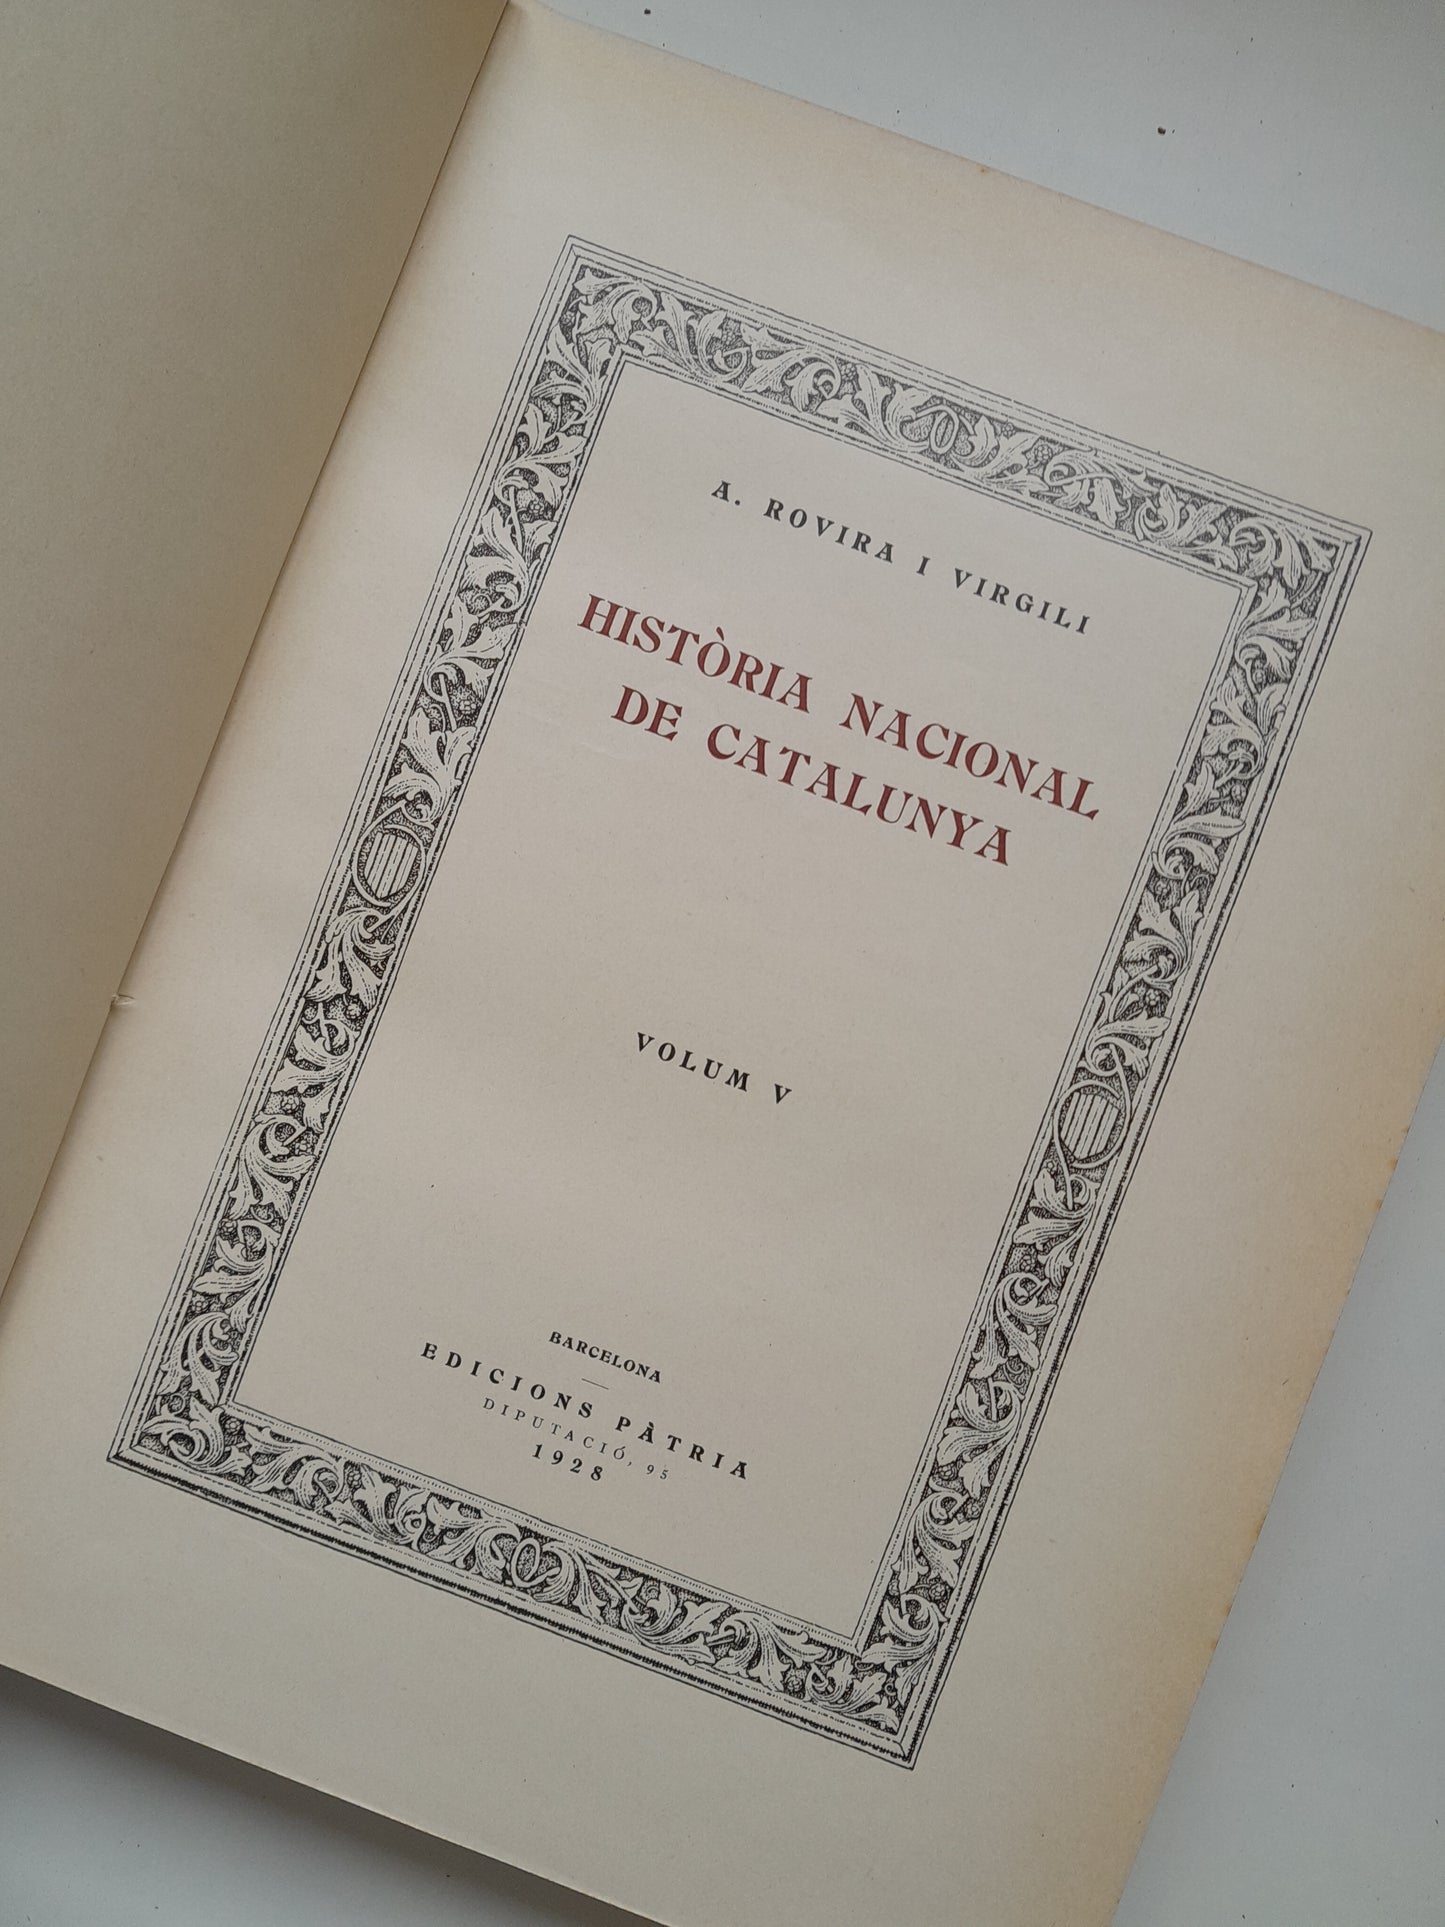 A. ROVIRA I VIRGILI
HISTÒRIA NACIONAL
DE CATALUNYA
VOLUM V
BARCELONA
EDICIONS PÀTRIA
DIPUTACIÓ, 95
1928